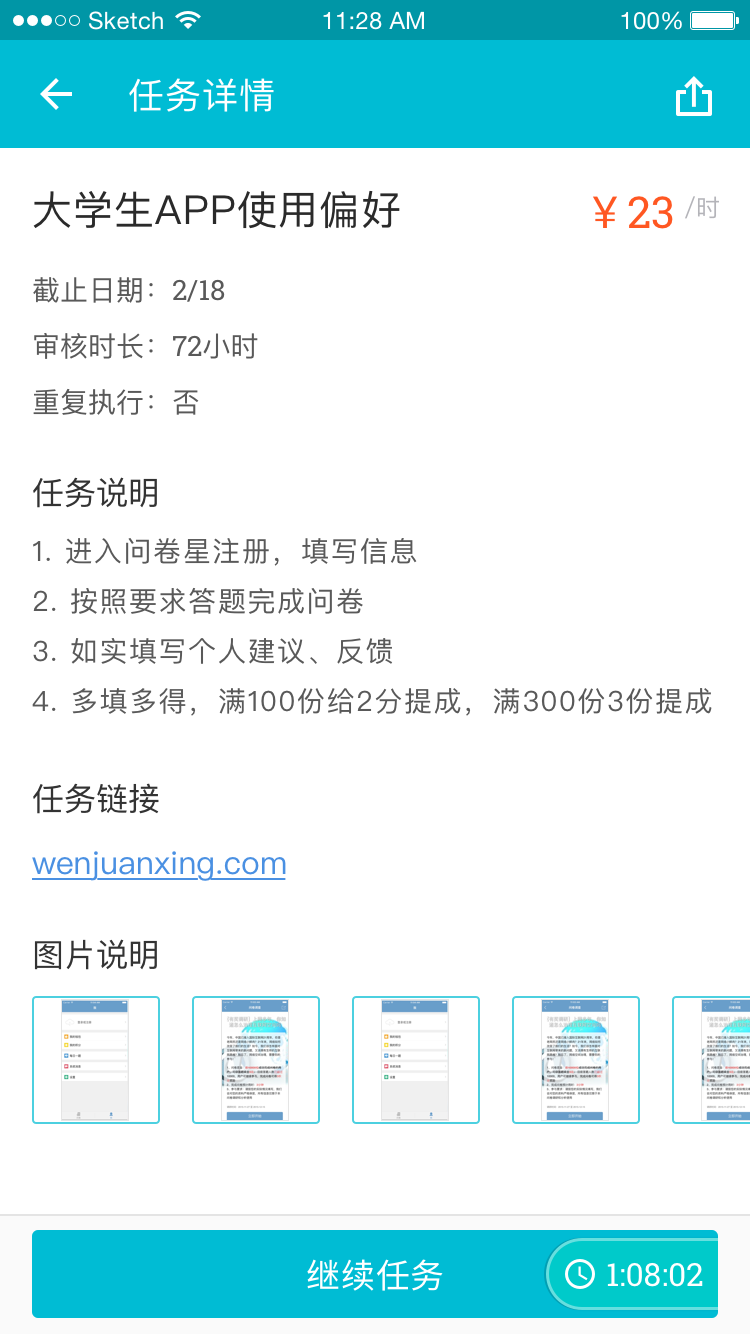 Sketch 11:28 AM 100%
任务详情
大学生APP使用偏好 ¥ 23 /时
截止日期：2/18
审核时长：72小时
重复执行：否
任务说明
1. 进入问卷星注册，填写信息
2. 按照要求答题完成问卷
3. 如实填写个人建议、反馈
4. 多填多得，满100份给2分提成，满300份3份提成
任务链接
wenjuanxing.com
图片说明
继续任务 1:08:02